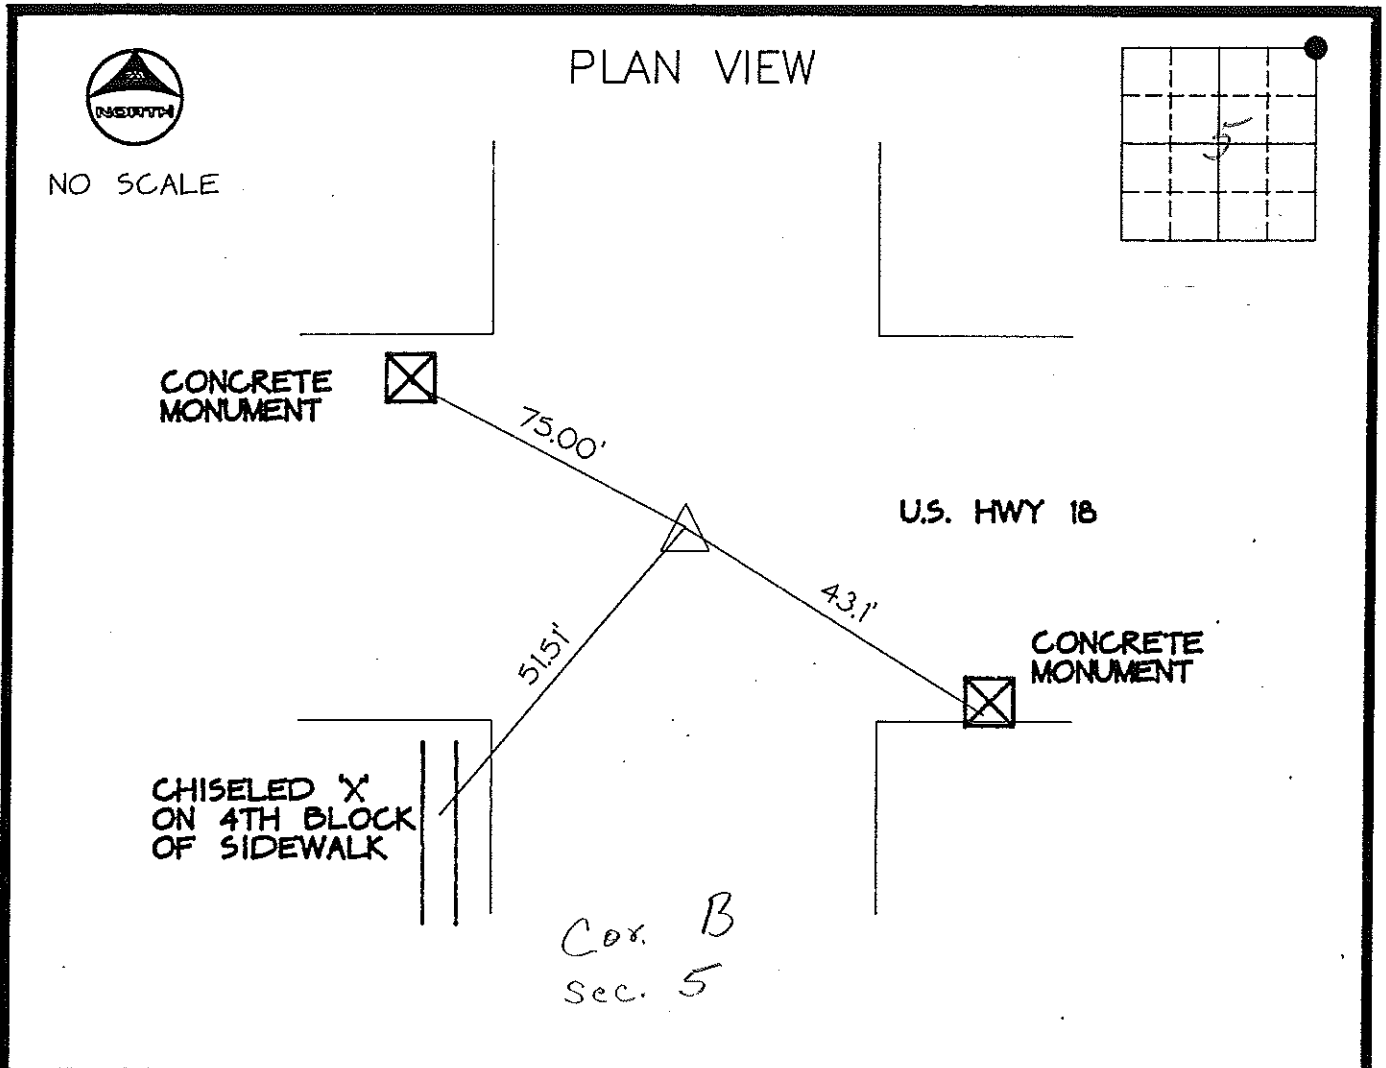 PLAN VIEW
NORTH
NO SCALE
5
CONCRETE
MONUMENT
75.00'
U.S. HWY 18
43.1'
CONCRETE
MONUMENT
51.51'
CHISELED 'X'
ON 4TH BLOCK
OF SIDEWALK
Cor. B
Sec. 5